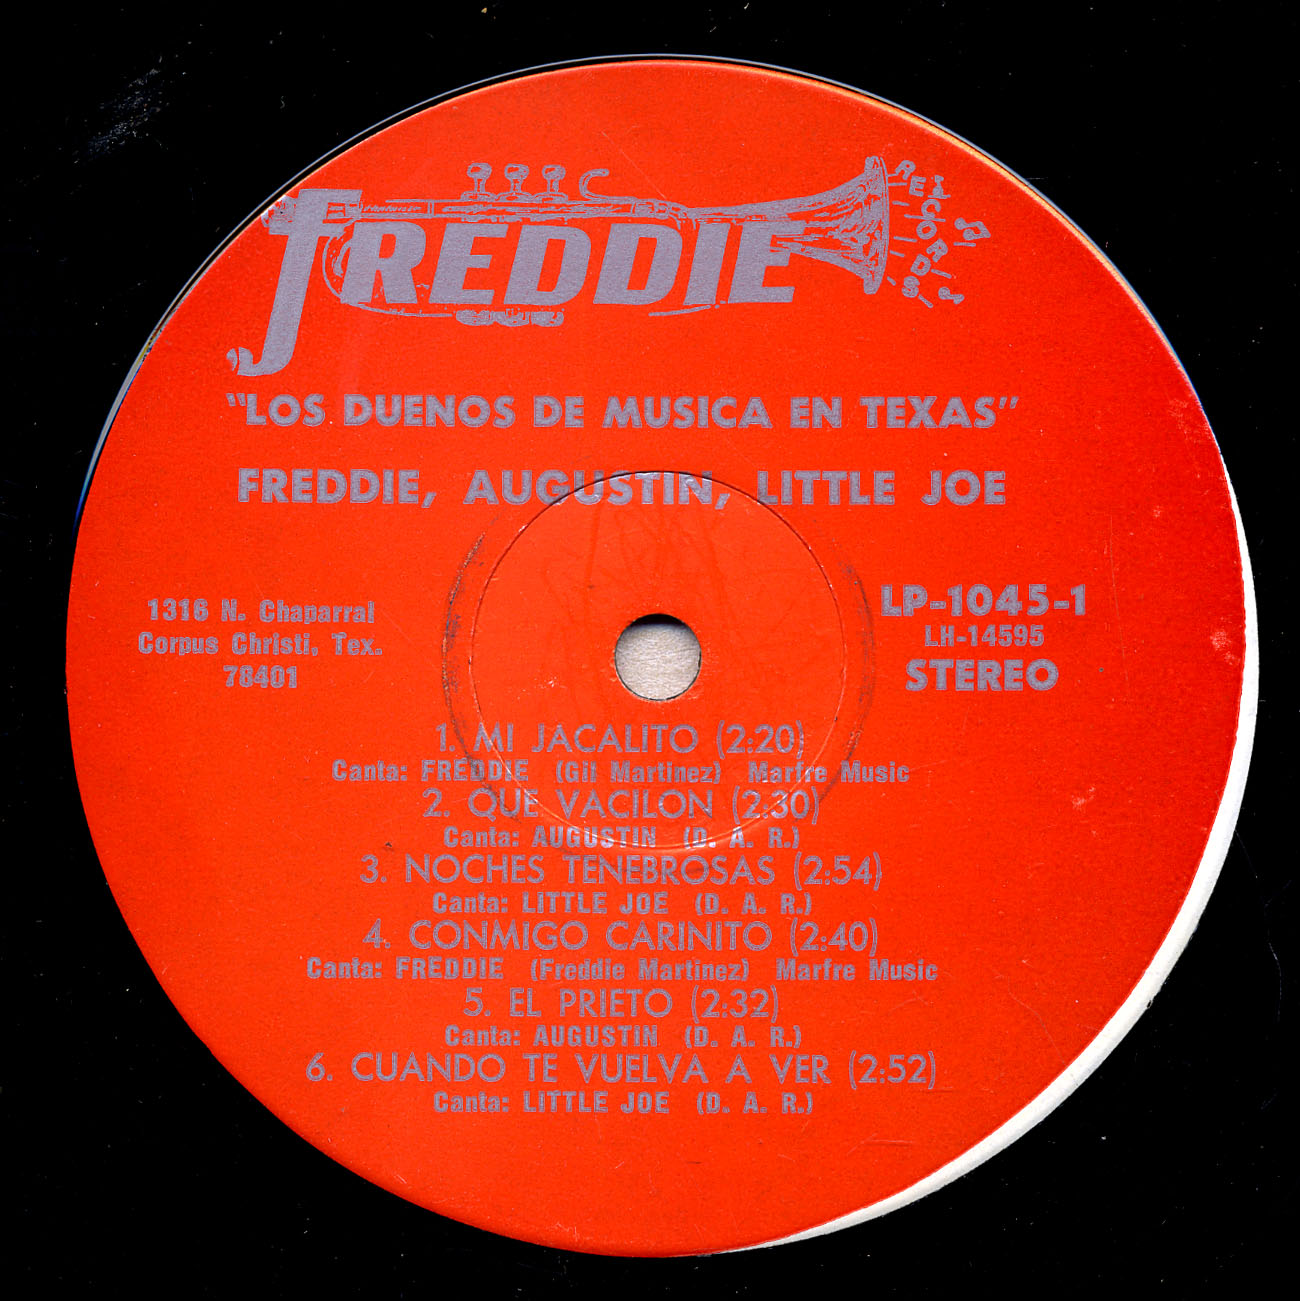 FREDDIE RECORDS
"LOS DUENOS DE MUSICA EN TEXAS"
FREDDIE, AUGUSTIN, LITTLE JOE
1316 N. Chaparral
Corpus Christi, Tex.
78401
LP-1045-1
LH-14595
STEREO
1. MI JACALITO (2:20)
Canta: FREDDIE (Gil Martinez) Marfre Music
2. QUE VACILON (2:30)
Canta: AUGUSTIN (D. A. R.)
3. NOCHES TENEBROSAS (2:54)
Canta: LITTLE JOE (D. A. R.)
4. CONMIGO CARINITO (2:40)
Canta: FREDDIE (Freddie Martinez) Marfre Music
5. EL PRIETO (2:32)
Canta: AUGUSTIN (D. A. R.)
6. CUANDO TE VUELVA A VER (2:52)
Canta: LITTLE JOE (D. A. R.)